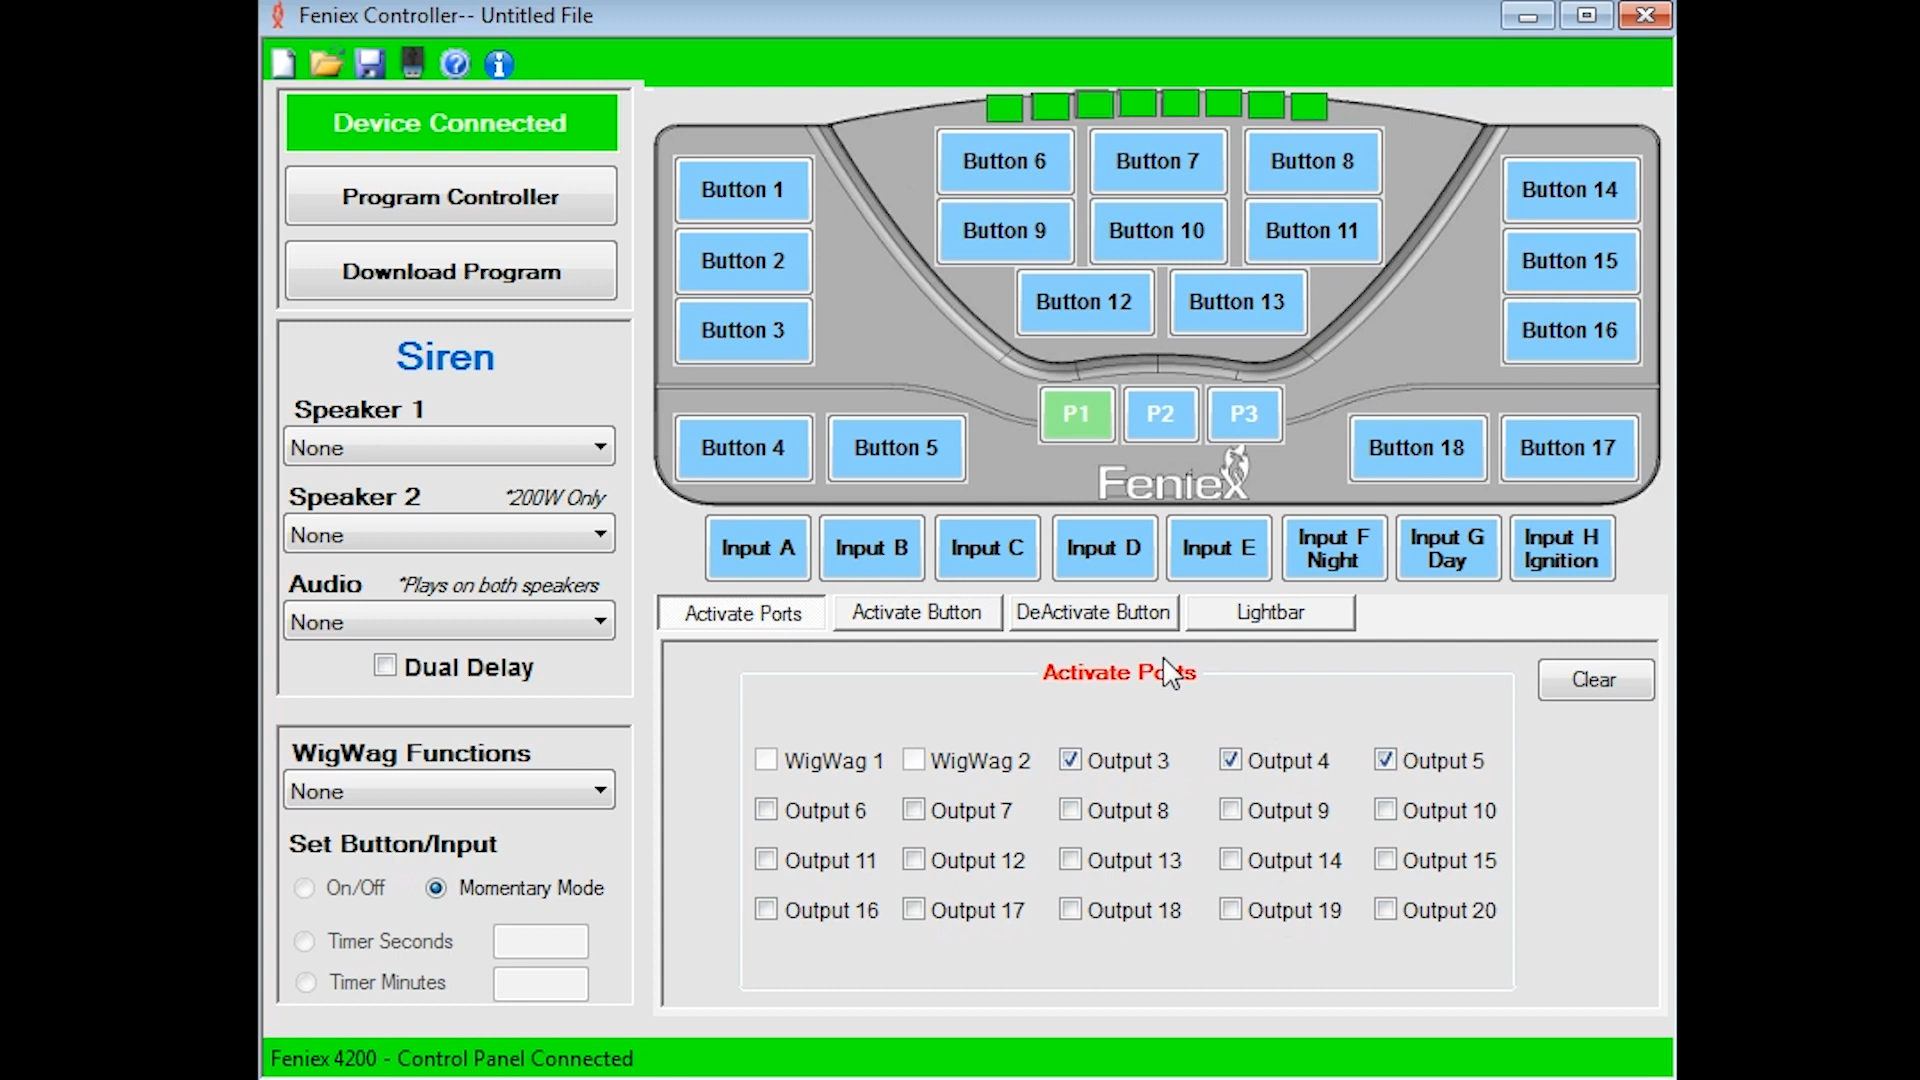 Feniex Controller-- Untitled File
Device Connected
Program Controller
Download Program
Siren
Speaker 1
None
Speaker 2 *200W Only
None
Audio *Plays on both speakers
None
Dual Delay
WigWag Functions
None
Set Button/Input
On/Off Momentary Mode
Timer Seconds
Timer Minutes
Button 1
Button 2
Button 3
Button 4 Button 5
Button 6 Button 7 Button 8
Button 9 Button 10 Button 11
Button 12 Button 13
Button 14
Button 15
Button 16
Button 18 Button 17
P1 P2 P3
Feniex
Input A Input B Input C Input D Input E
Input F
Night
Input G
Day
Input H
Ignition
Activate Ports Activate Button DeActivate Button Lightbar
Activate Ports
Clear
WigWag 1 WigWag 2 Output 3 Output 4 Output 5
Output 6 Output 7 Output 8 Output 9 Output 10
Output 11 Output 12 Output 13 Output 14 Output 15
Output 16 Output 17 Output 18 Output 19 Output 20
Feniex 4200 - Control Panel Connected